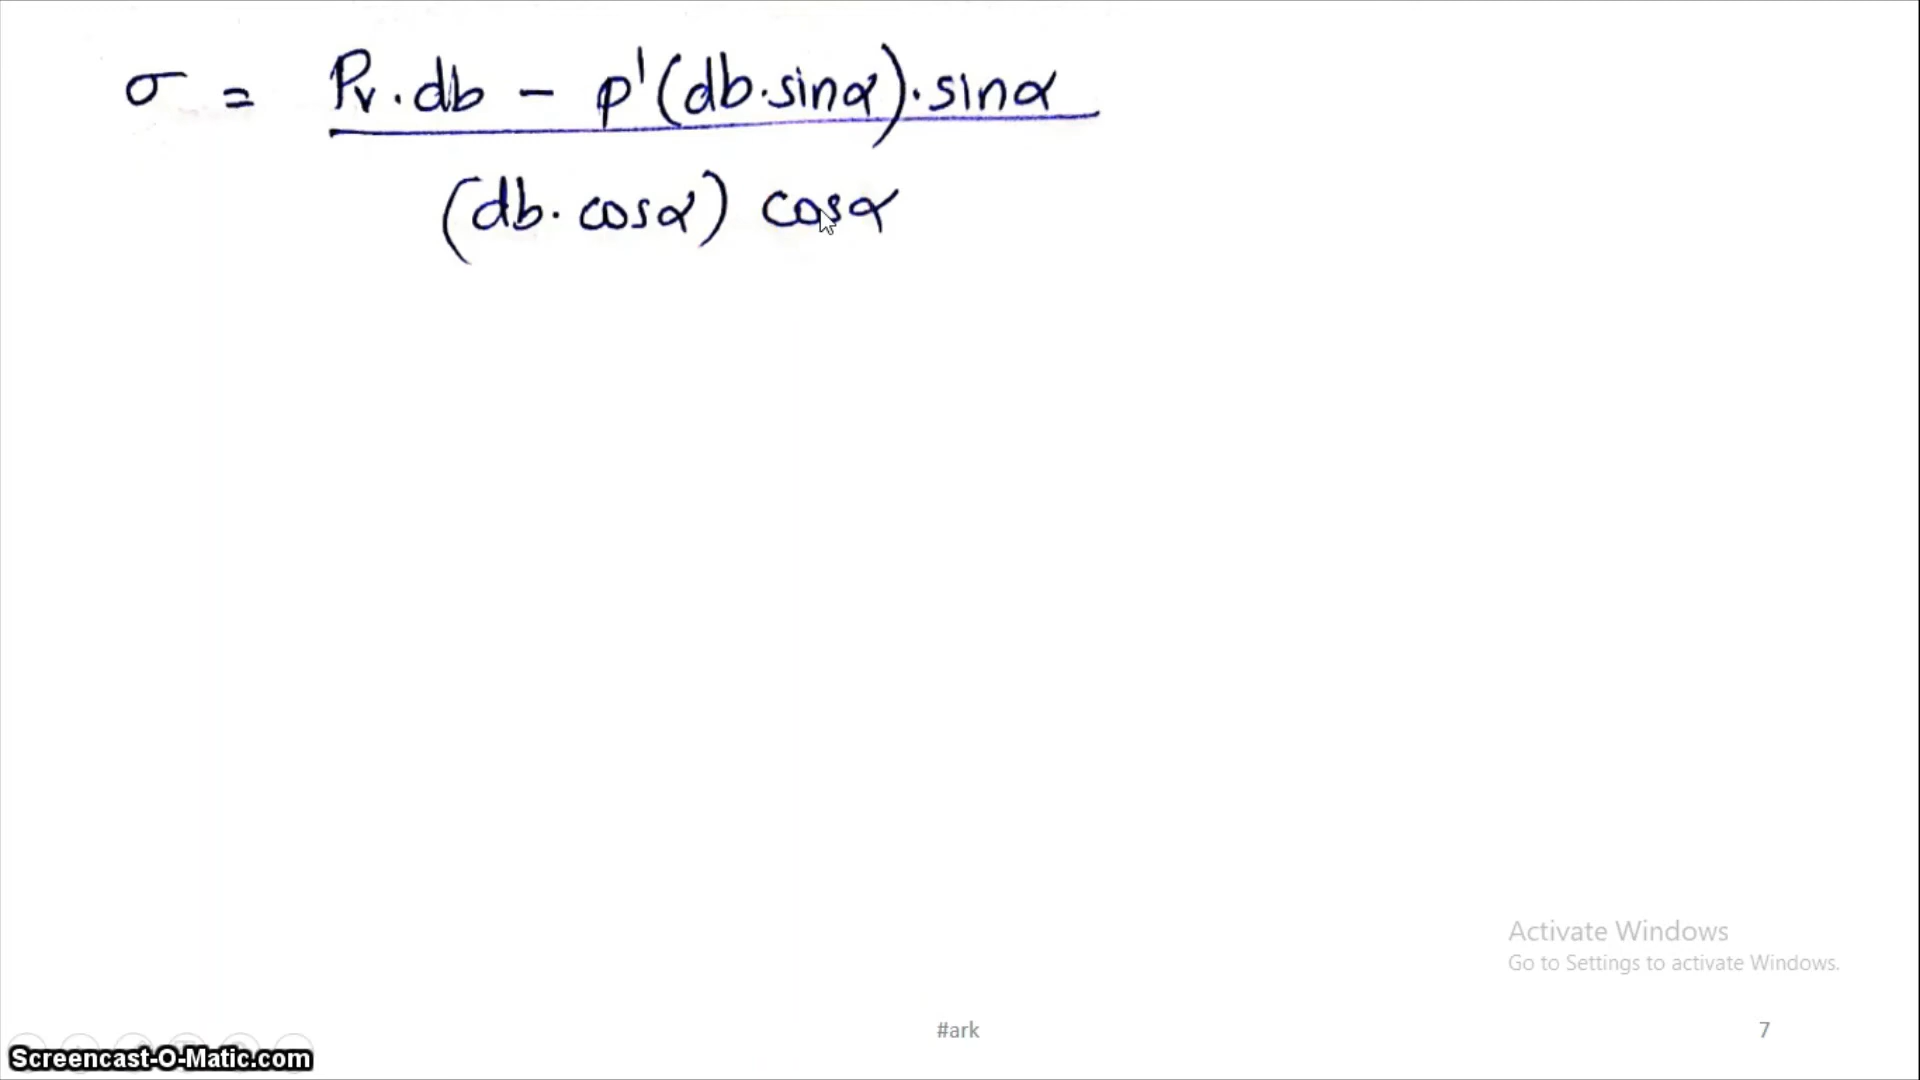 σ = Pv.db - p'(db.sinα).sinα
(db. cosα) cosα
Activate Windows
Go to Settings to activate Windows.
#ark
7
Screencast-O-Matic.com